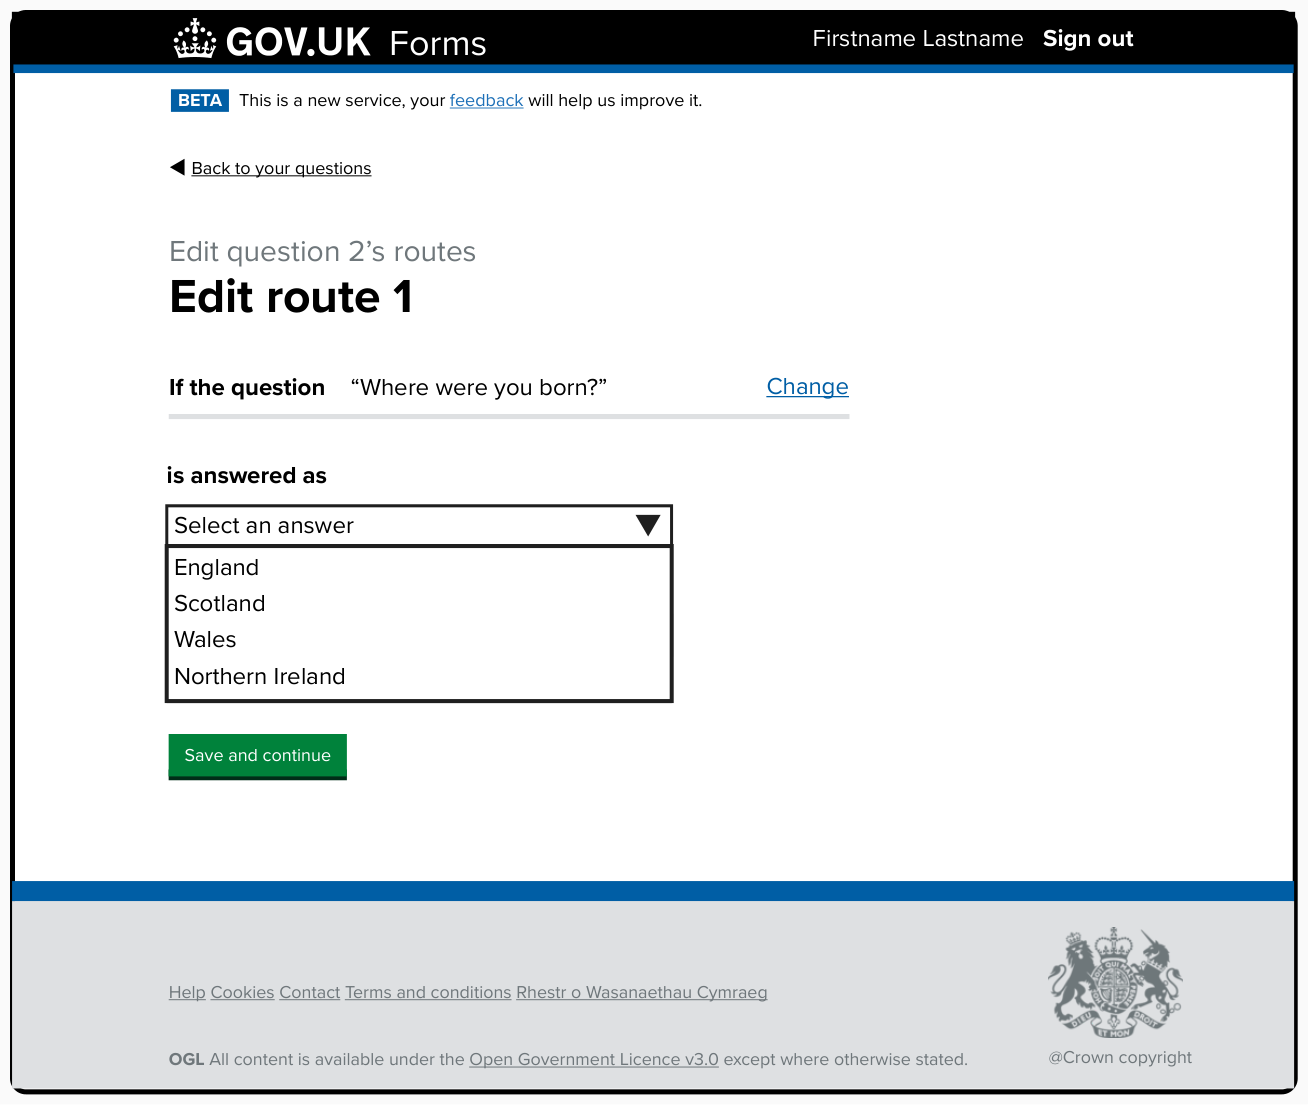 GOV.UK Forms
Firstname Lastname Sign out
BETA This is a new service, your feedback will help us improve it.
Back to your questions
Edit question 2’s routes
Edit route 1
If the question “Where were you born?” Change
is answered as
Select an answer
England
Scotland
Wales
Northern Ireland
Save and continue
Help Cookies Contact Terms and conditions Rhestr o Wasanaethau Cymraeg
DIEU ET MON DROIT
OGL All content is available under the Open Government Licence v3.0 except where otherwise stated.
@Crown copyright